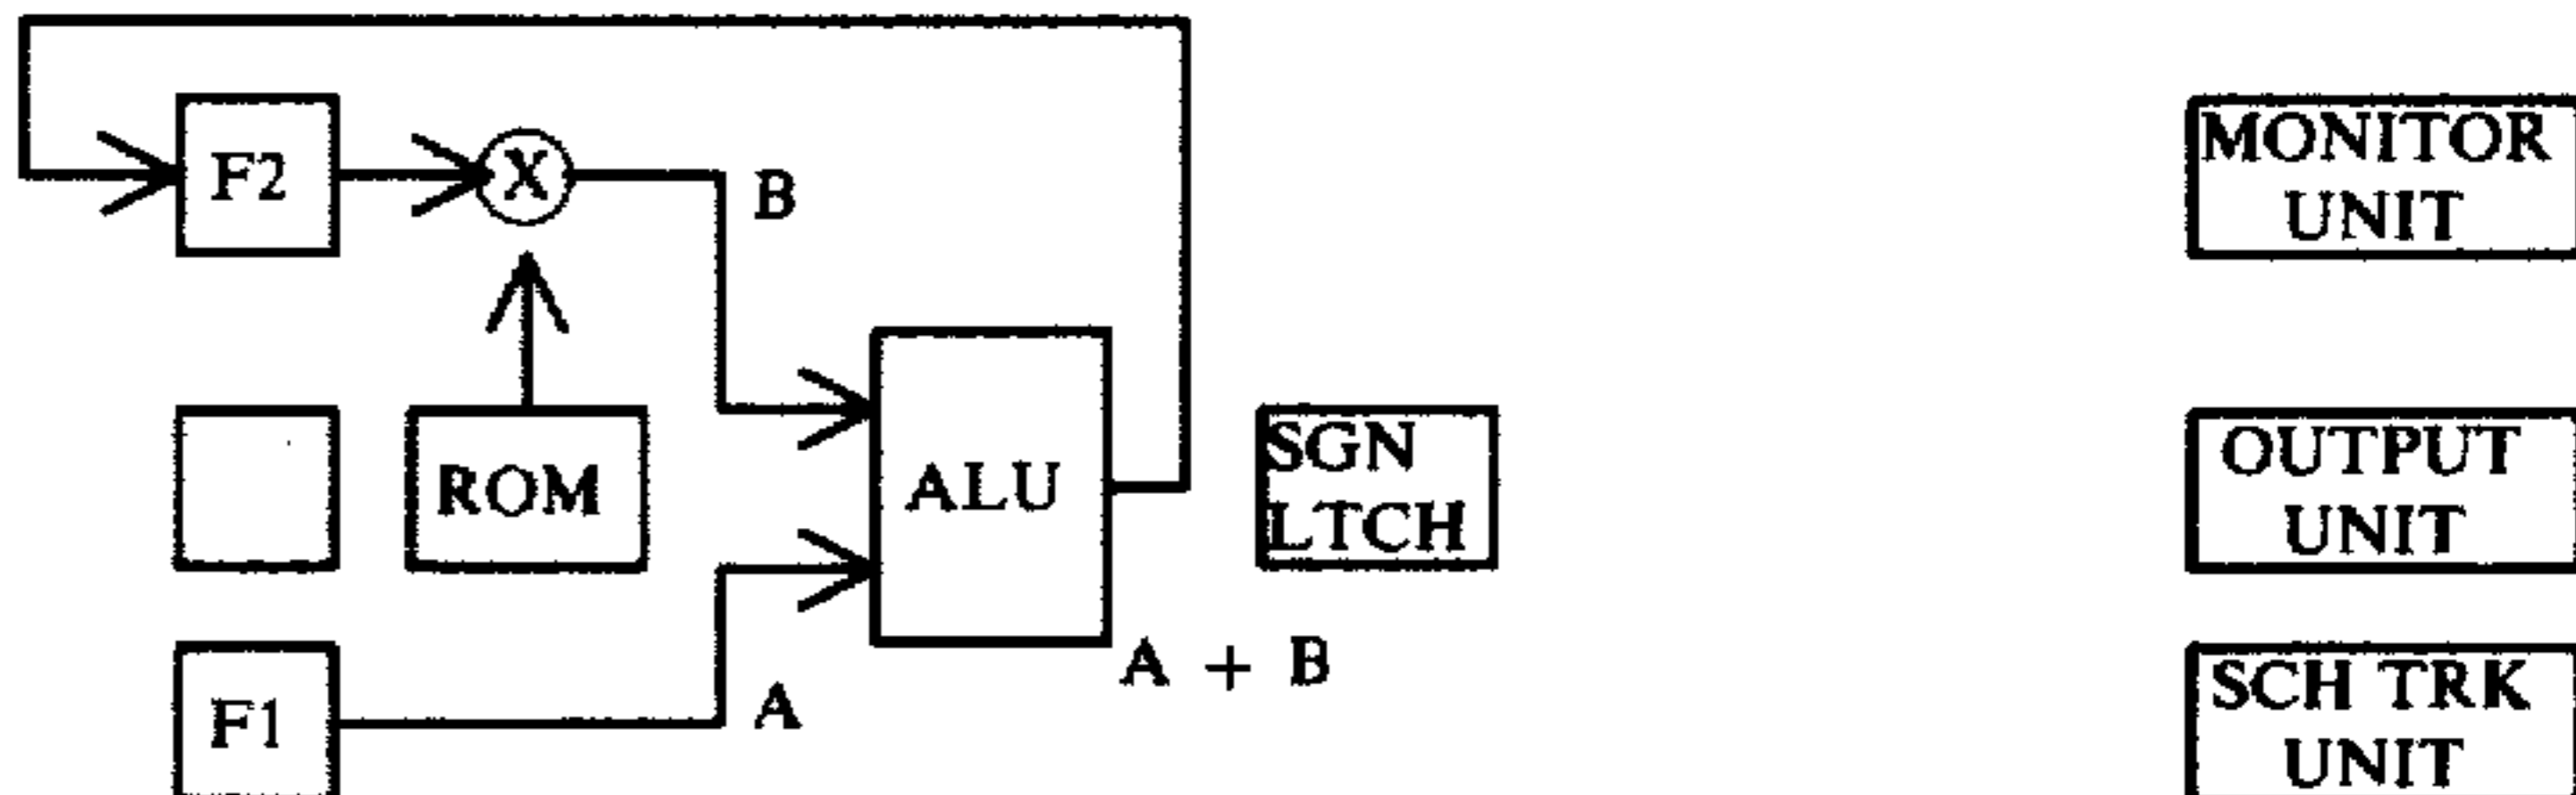 F2
X
B
MONITOR
UNIT
ROM
ALU
SGN
LTCH
OUTPUT
UNIT
A + B
F1
A
SCH TRK
UNIT